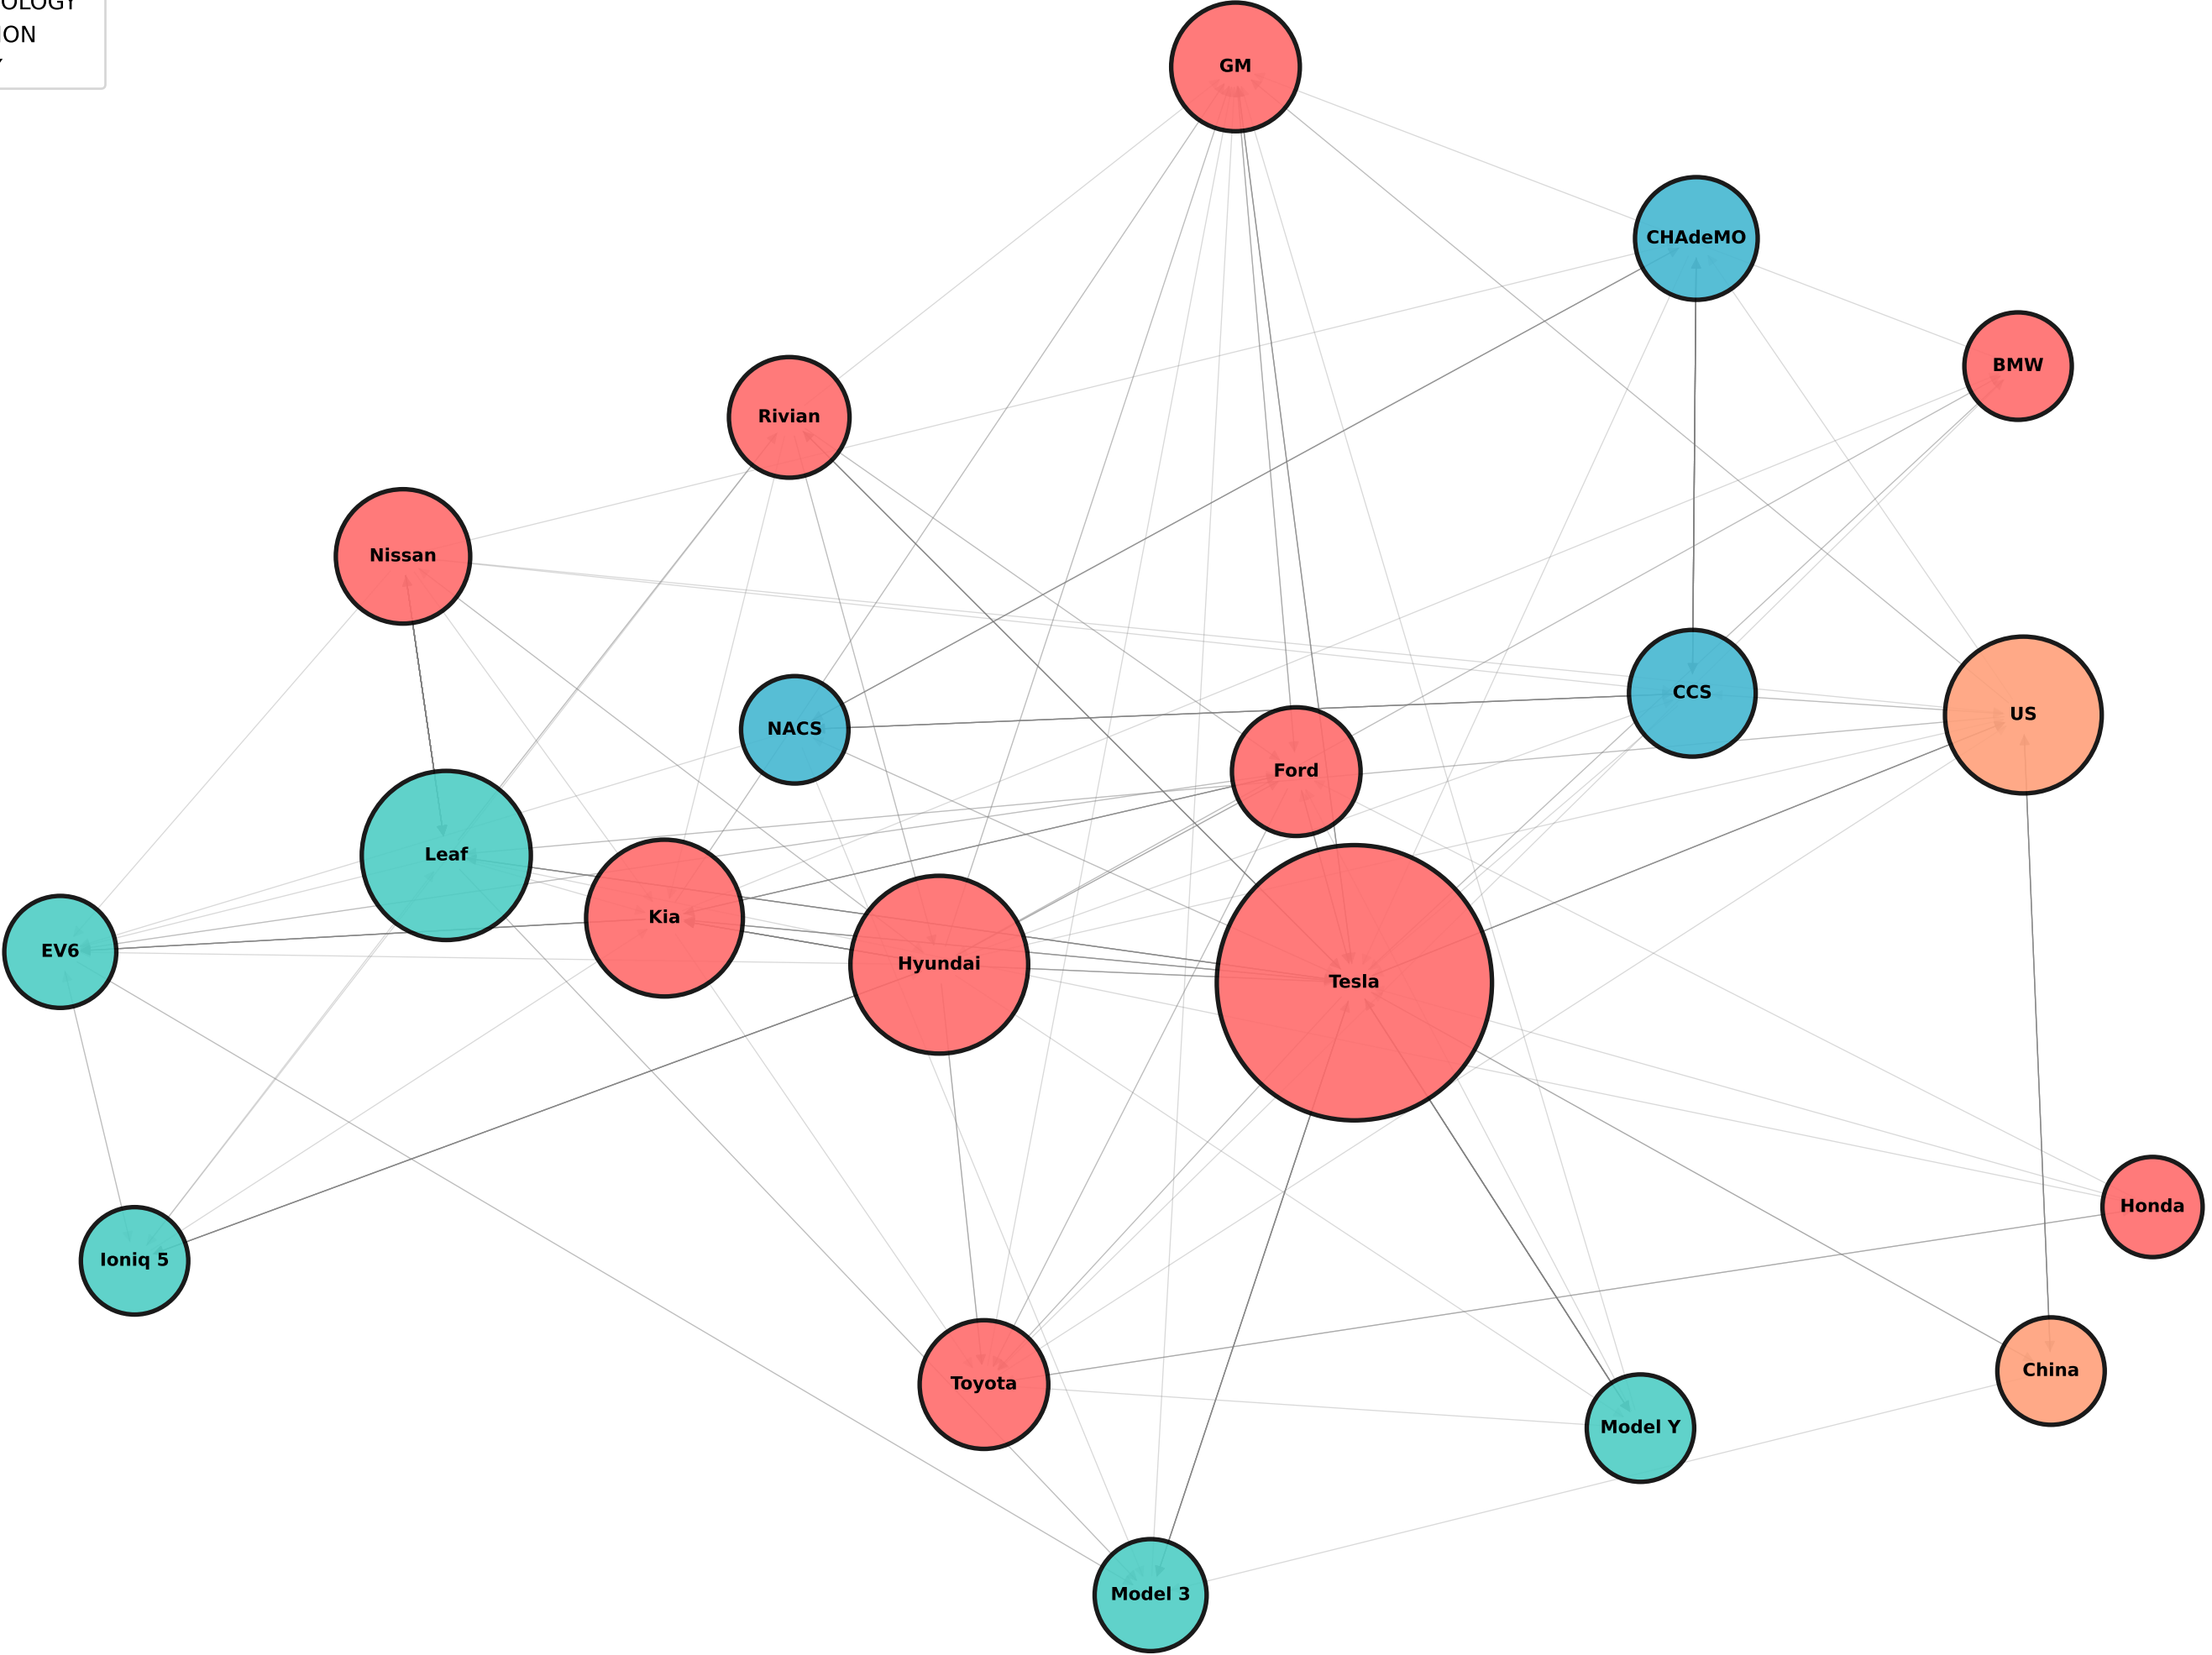 GM
CHAdeMO
BMW
Rivian
Nissan
CCS
US
NACS
Ford
Leaf
Kia
EV6
Hyundai
Tesla
Honda
Ioniq 5
China
Toyota
Model Y
Model 3